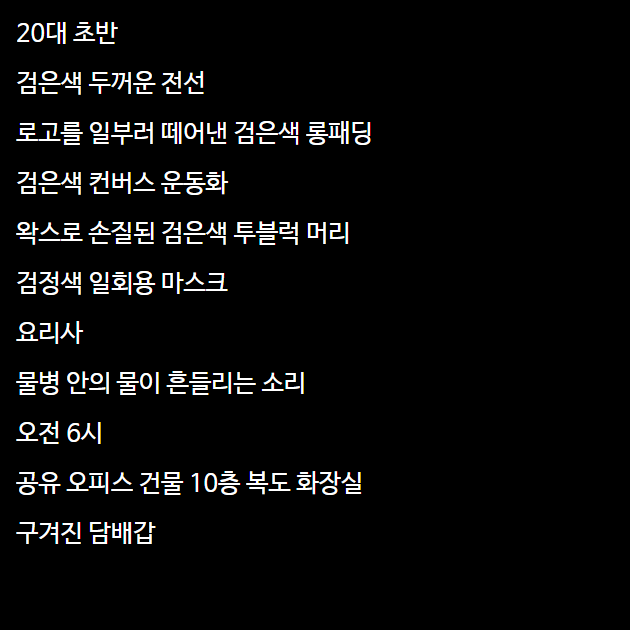 20대 초반
검은색 두꺼운 전선
로고를 일부러 떼어낸 검은색 롱패딩
검은색 컨버스 운동화
왁스로 손질된 검은색 투블럭 머리
검정색 일회용 마스크
요리사
물병 안의 물이 흔들리는 소리
오전 6시
공유 오피스 건물 10층 복도 화장실
구겨진 담배갑